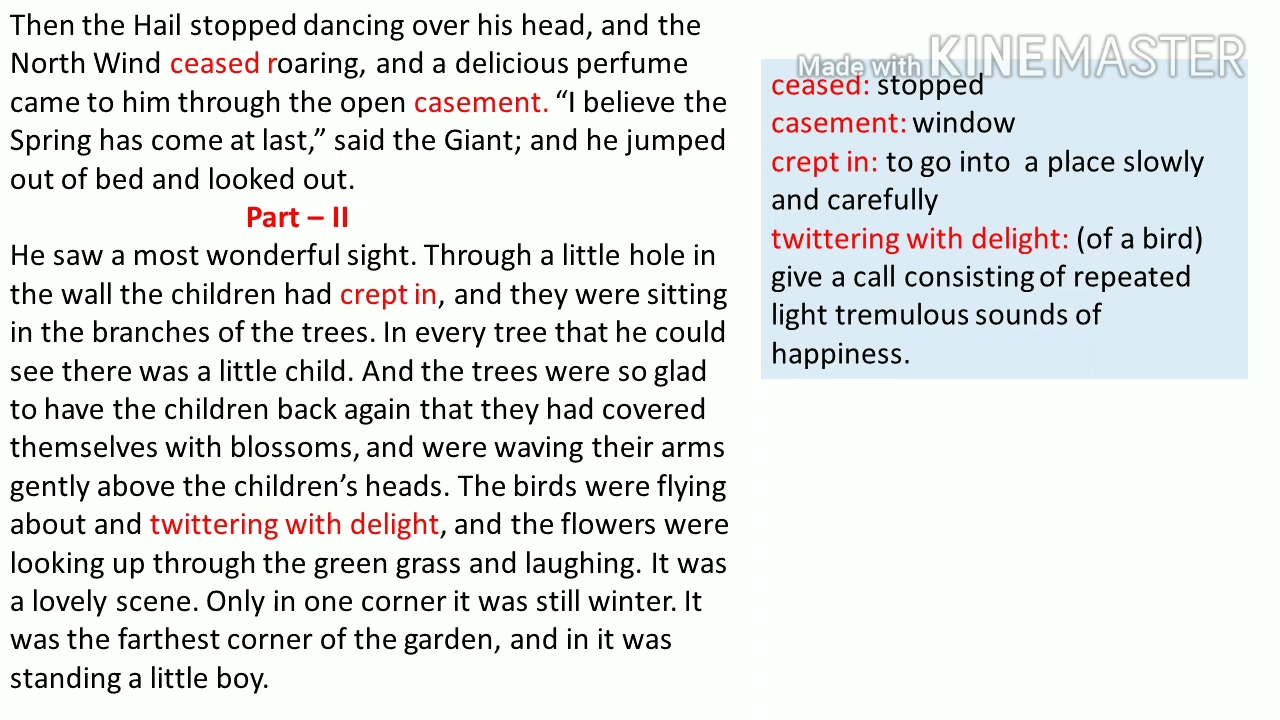 Then the Hail stopped dancing over his head, and the
North Wind ceased roaring, and a delicious perfume
came to him through the open casement. “I believe the
Spring has come at last,” said the Giant; and he jumped
out of bed and looked out.
Part – II
He saw a most wonderful sight. Through a little hole in
the wall the children had crept in, and they were sitting
in the branches of the trees. In every tree that he could
see there was a little child. And the trees were so glad
to have the children back again that they had covered
themselves with blossoms, and were waving their arms
gently above the children’s heads. The birds were flying
about and twittering with delight, and the flowers were
looking up through the green grass and laughing. It was
a lovely scene. Only in one corner it was still winter. It
was the farthest corner of the garden, and in it was
standing a little boy.
Made with KINEMASTER
ceased: stopped
casement: window
crept in: to go into a place slowly
and carefully
twittering with delight: (of a bird)
give a call consisting of repeated
light tremulous sounds of
happiness.